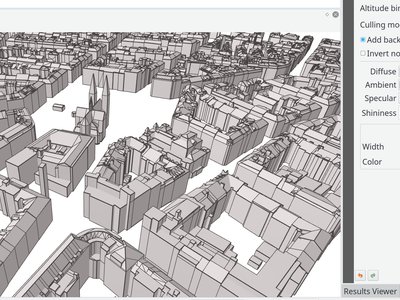 Altitude bi
Culling mo
Add back
Invert no
Diffuse
Ambient
Specular
Shininess
Width
Color
Results Viewer